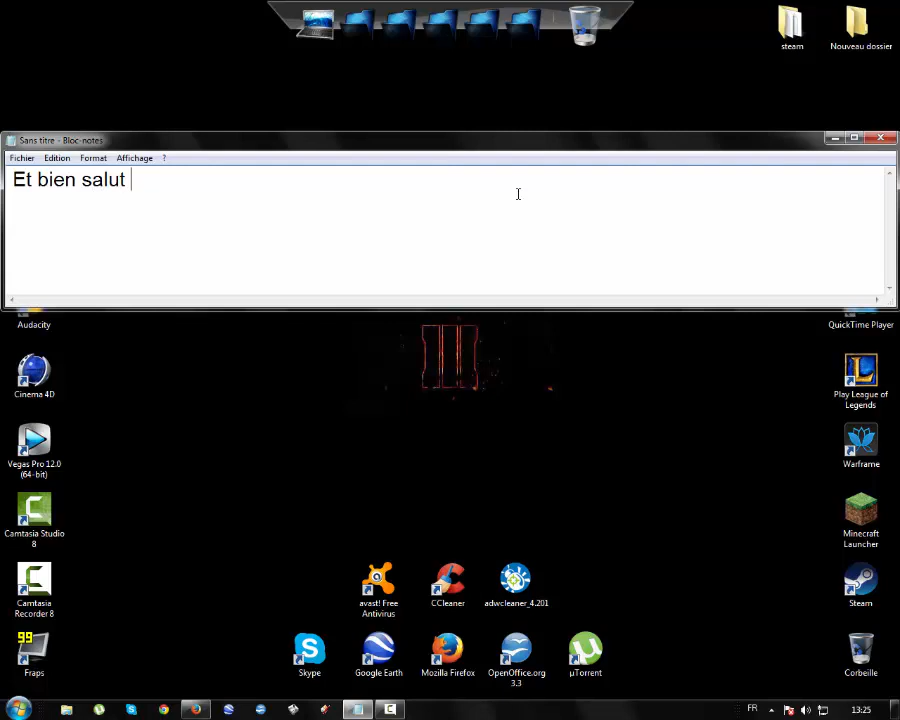 steam
Nouveau dossier
Sans titre - Bloc-notes
Fichier Edition Format Affichage ?
Et bien salut
Audacity
QuickTime Player
Cinema 4D
Play League of
Legends
Vegas Pro 12.0
(64-bit)
Warframe
Camtasia Studio
8
Minecraft
Launcher
Camtasia
Recorder 8
avast! Free
Antivirus
CCleaner
adwcleaner_4.201
Steam
99
Fraps
Skype
Google Earth
Mozilla Firefox
OpenOffice.org
3.3
µTorrent
Corbeille
FR
13:25